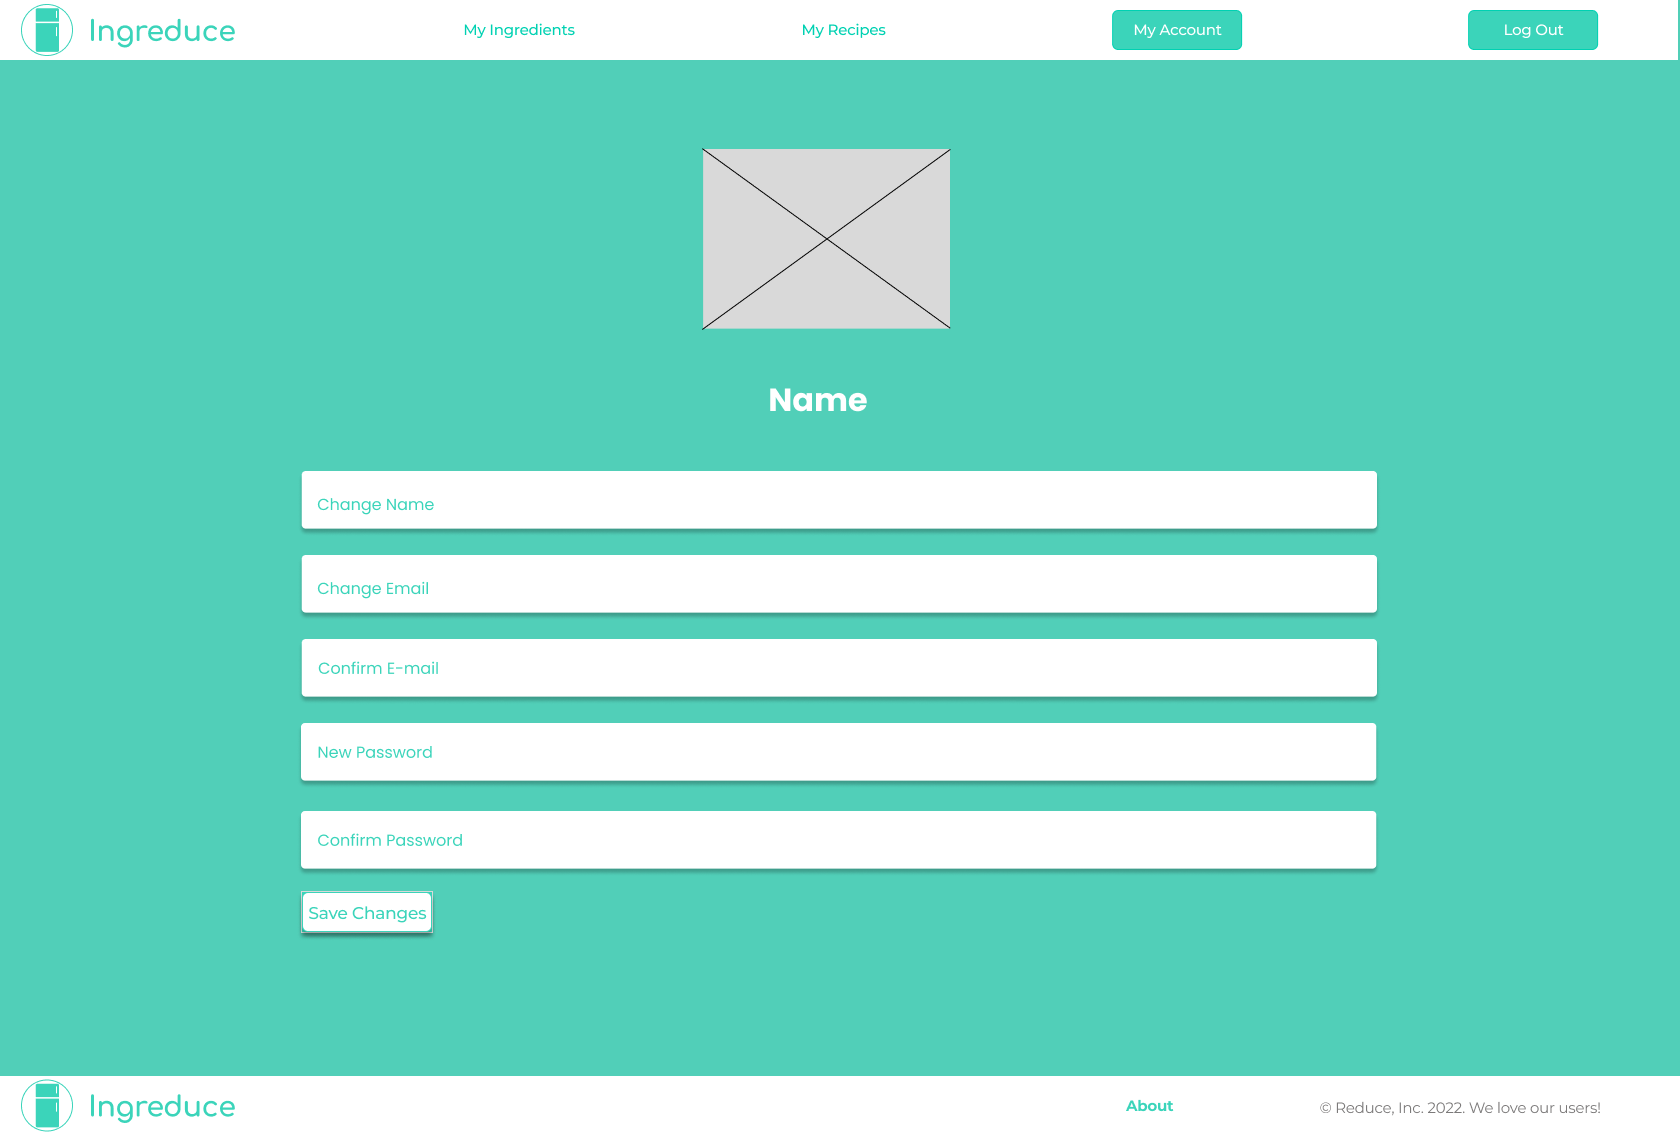 Ingreduce
My Ingredients
My Recipes
My Account
Log Out
Name
Change Name
Change Email
Confirm E-mail
New Password
Confirm Password
Save Changes
Ingreduce
About
© Reduce, Inc. 2022. We love our users!